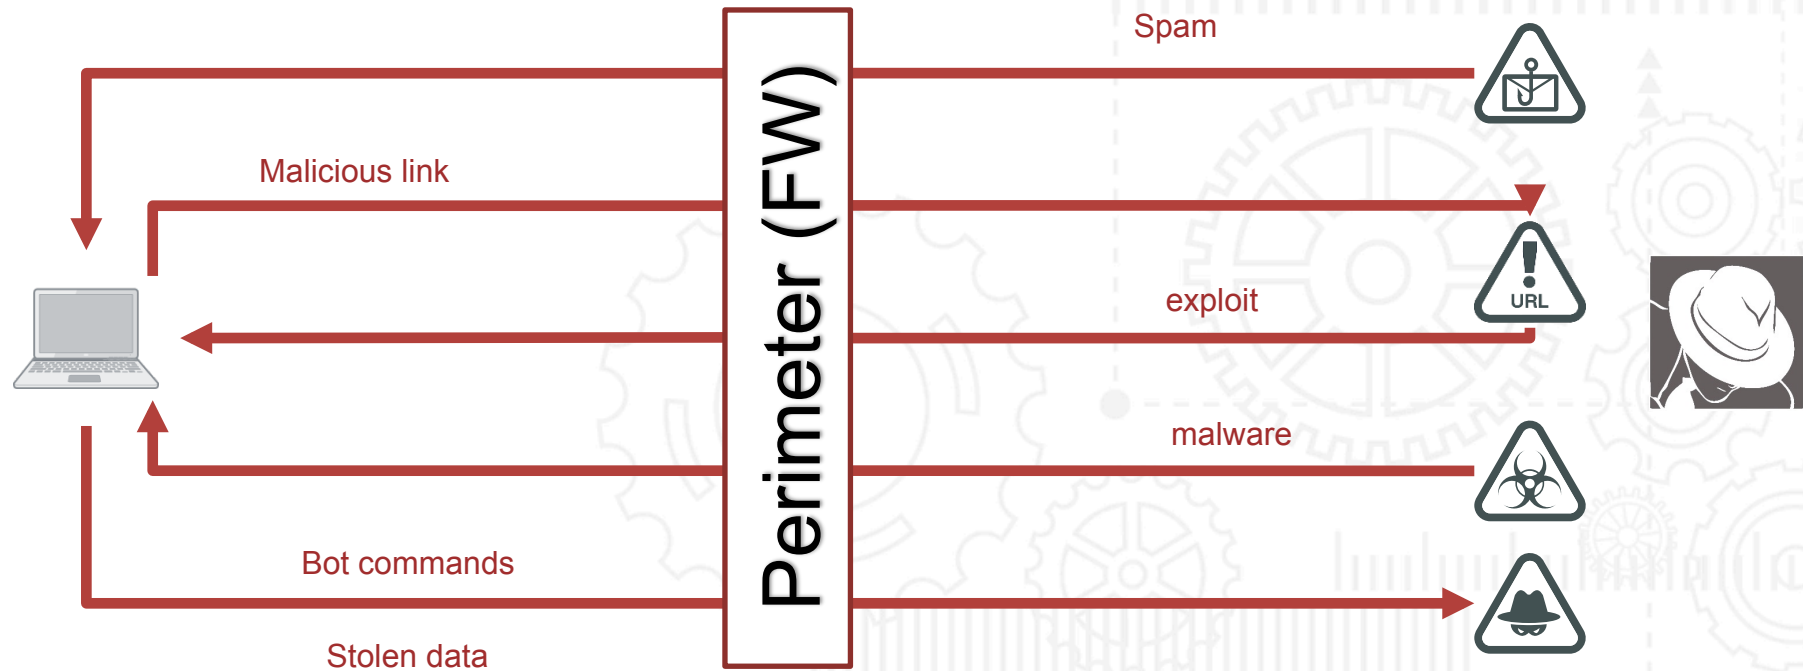 Spam
Malicious link
Perimeter (FW)
exploit
URL
malware
Bot commands
Stolen data